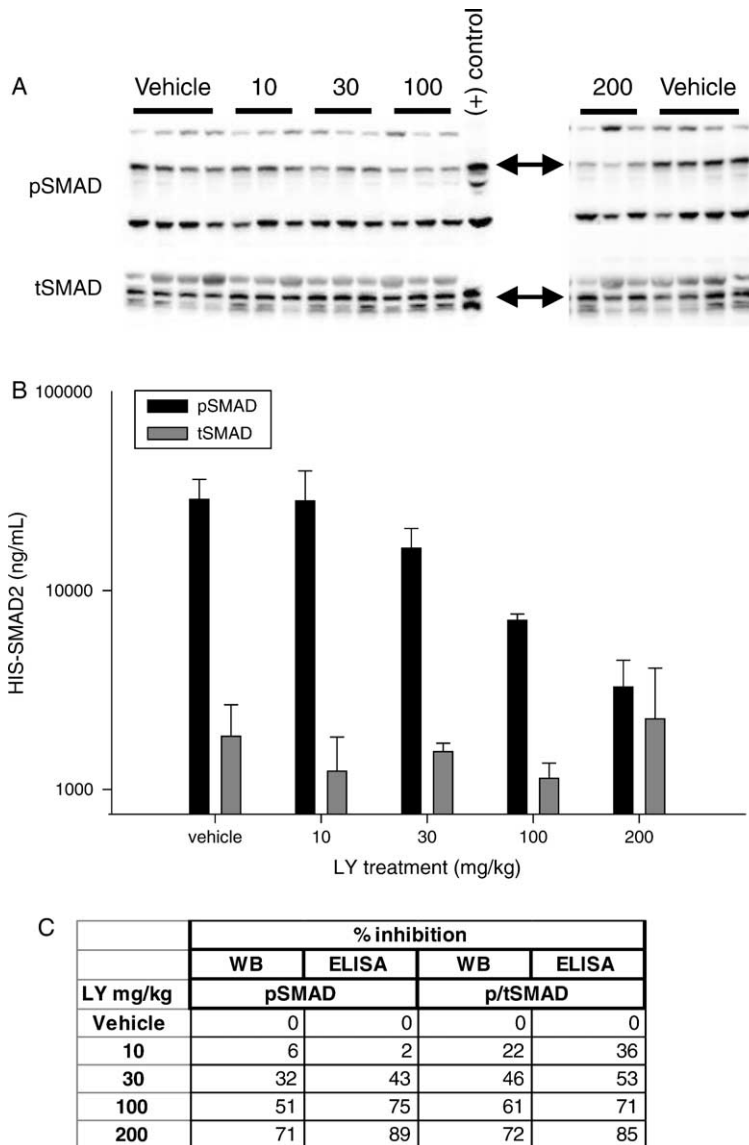 A
Vehicle 10 30 100 (+) control 200 Vehicle
pSMAD
tSMAD
B
100000
pSMAD
tSMAD
10000
1000
HIS-SMAD2 (ng/mL)
vehicle 10 30 100 200
LY treatment (mg/kg)
C
% inhibition
WB ELISA WB ELISA
LY mg/kg pSMAD p/tSMAD
Vehicle 0 0 0 0
10 6 2 22 36
30 32 43 46 53
100 51 75 61 71
200 71 89 72 85